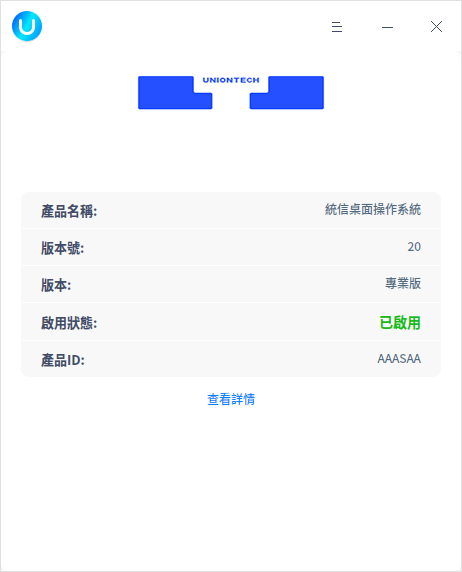 UNIONTECH
產品名稱: 統信桌面操作系統
版本號: 20
版本: 專業版
啟用狀態: 已啟用
產品ID: AAASAA
查看詳情